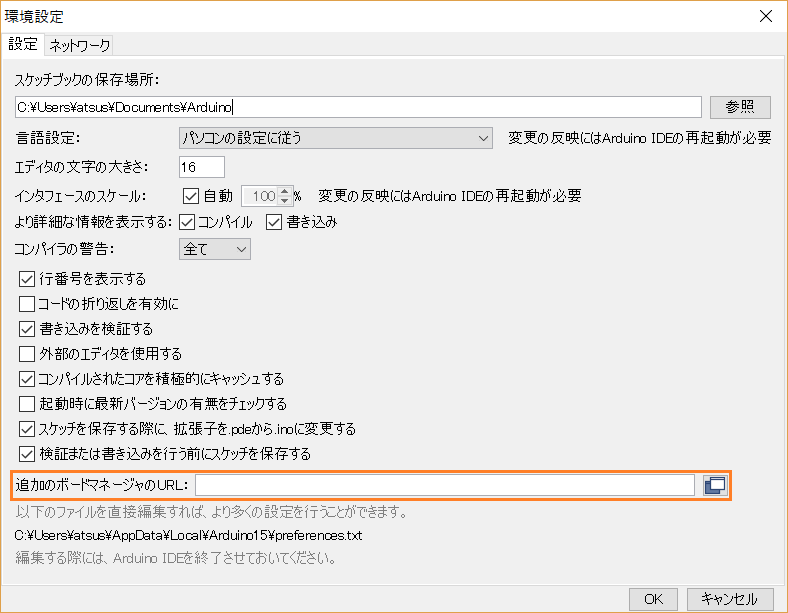 環境設定
設定 ネットワーク
スケッチブックの保存場所:
C:¥Users¥atsus¥Documents¥Arduino 参照
言語設定: パソコンの設定に従う 変更の反映にはArduino IDEの再起動が必要
エディタの文字の大きさ: 16
インタフェースのスケール: 自動 100 % 変更の反映にはArduino IDEの再起動が必要
より詳細な情報を表示する: コンパイル 書き込み
コンパイラの警告: 全て
行番号を表示する
コードの折り返しを有効に
書き込みを検証する
外部のエディタを使用する
コンパイルされたコアを積極的にキャッシュする
起動時に最新バージョンの有無をチェックする
スケッチを保存する際に、拡張子を.pdeから.inoに変更する
検証または書き込みを行う前にスケッチを保存する
追加のボードマネージャのURL:
以下のファイルを直接編集すれば、より多くの設定を行うことができます。
C:¥Users¥atsus¥AppData¥Local¥Arduino15¥preferences.txt
編集する際には、Arduino IDEを終了させておいてください。
OK キャンセル